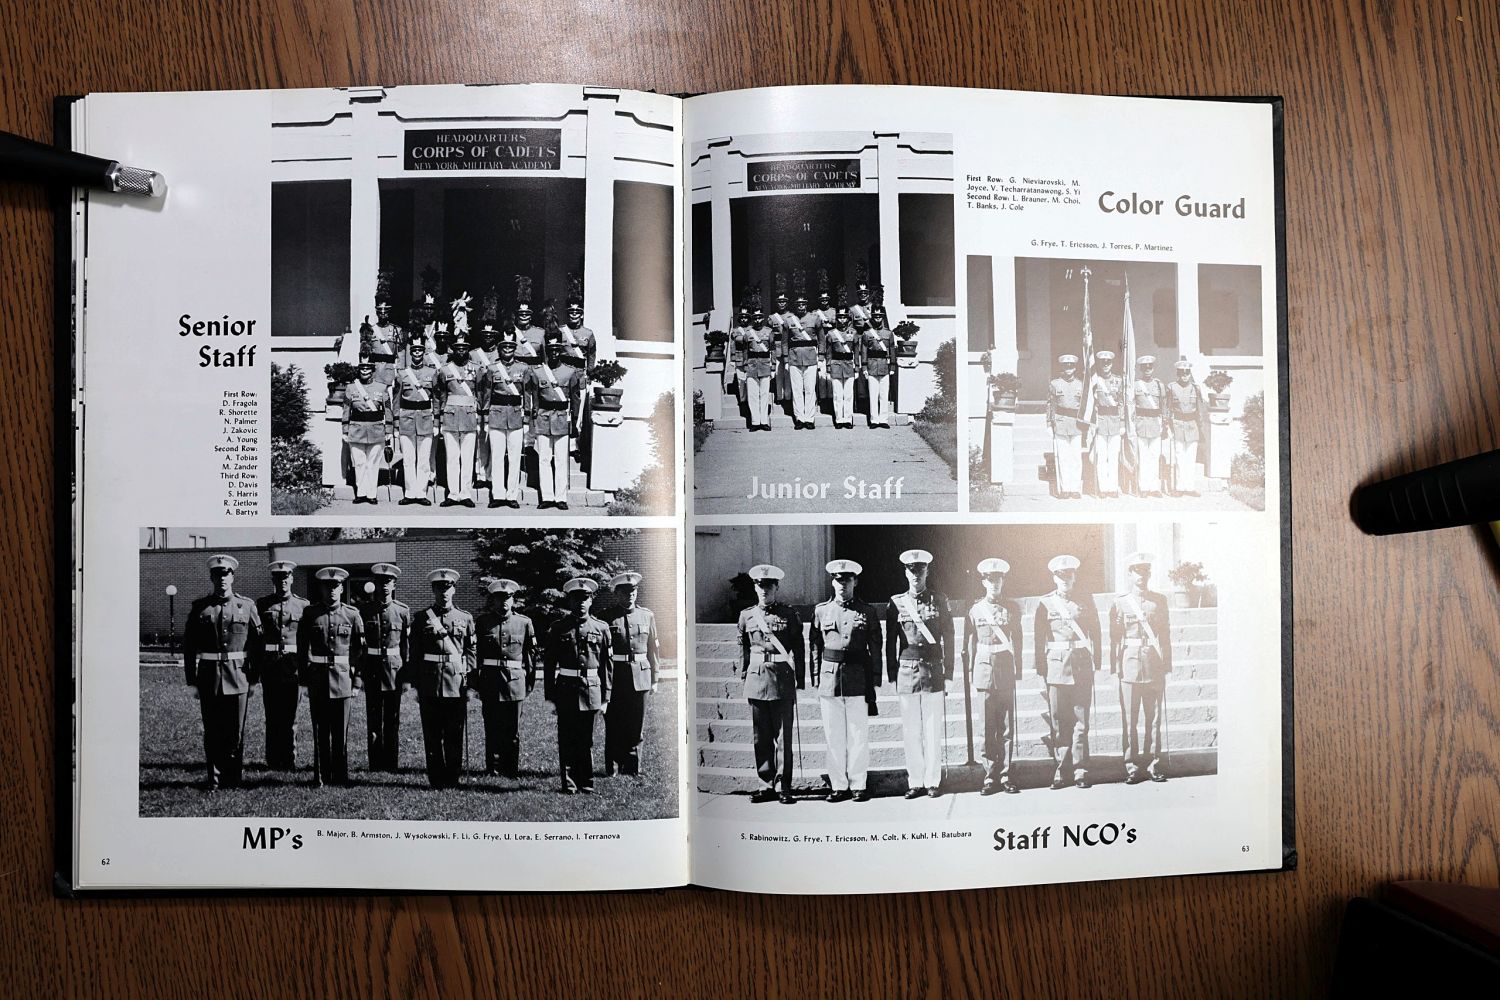 HEADQUARTERS
CORPS OF CADETS
NEW YORK MILITARY ACADEMY
Senior
Staff
First Row:
D. Fragola
R. Shorette
N. Palmer
J. Zakovic
A. Young
Second Row:
A. Tobias
M. Zander
Third Row:
D. Davis
S. Harris
R. Zietlow
A. Bartys
MP's
B. Major, B. Armston, J. Wysokowski, F. Li, G. Frye, U. Lora, E. Serrano, I. Terranova
62
HEADQUARTERS
CORPS OF CADETS
NEW YORK MILITARY ACADEMY
Junior Staff
First Row: G. Nieviarovski, M.
Joyce, V. Techarratanawong, S. Yi
Second Row: L. Brauner, M. Choi,
T. Banks, J. Cole
Color Guard
G. Frye, T. Ericsson, J. Torres, P. Martinez
S. Rabinowitz, G. Frye, T. Ericsson, M. Colt, K. Kuhl, H. Batubara
Staff NCO's
63